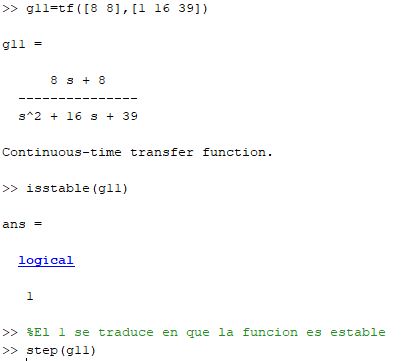 >> g11=tf([8 8],[1 16 39])
g11 =
8 s + 8
---------------
s^2 + 16 s + 39
Continuous-time transfer function.
>> isstable(g11)
ans =
logical
1
>> %El 1 se traduce en que la funcion es estable
>> step(g11)